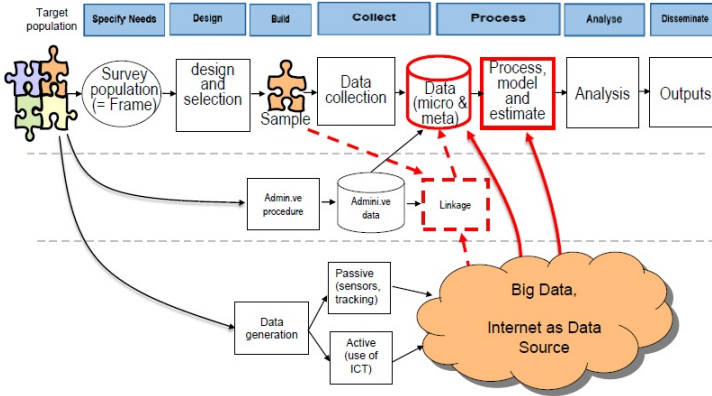 Target
population
Specify Needs
Design
Build
Collect
Process
Analyse
Disseminate
Survey
population
(= Frame)
design
and
selection
Sample
Data
collection
Data
(micro &
meta)
Process,
model
and
estimate
Analysis
Outputs
Admin.ve
procedure
Admini.ve
data
Linkage
Data
generation
Passive
(sensors,
tracking)
Active
(use of
ICT)
Big Data,
Internet as Data
Source